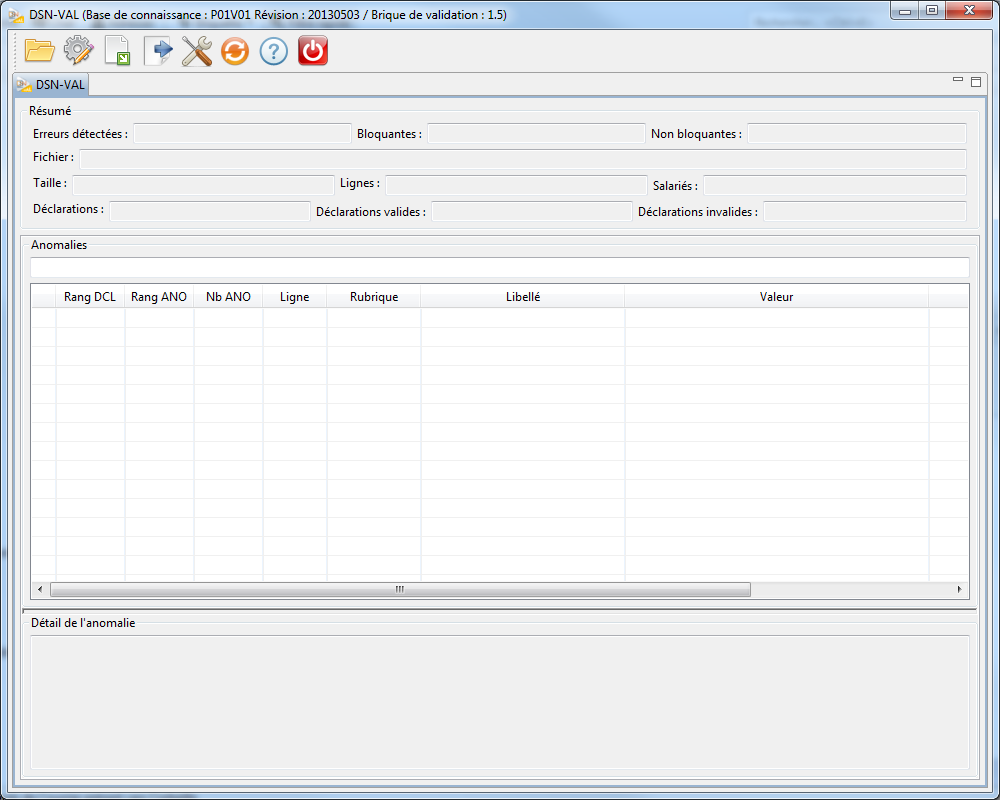 DSN-VAL (Base de connaissance : P01V01 Révision : 20130503 / Brique de validation : 1.5)
DSN-VAL
Résumé
Erreurs détectées : Bloquantes : Non bloquantes :
Fichier :
Taille : Lignes : Salariés :
Déclarations : Déclarations valides : Déclarations invalides :
Anomalies
Rang DCL Rang ANO Nb ANO Ligne Rubrique Libellé Valeur
Détail de l'anomalie